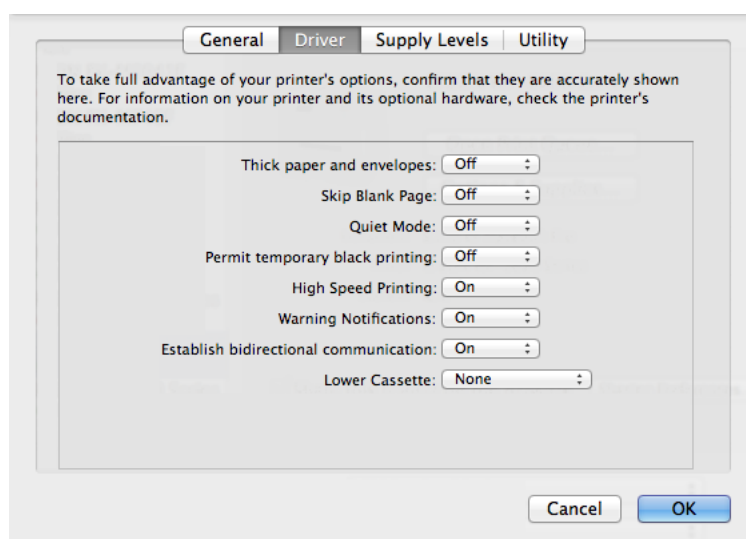 General Driver Supply Levels Utility
To take full advantage of your printer's options, confirm that they are accurately shown
here. For information on your printer and its optional hardware, check the printer's
documentation.
Thick paper and envelopes: Off
Skip Blank Page: Off
Quiet Mode: Off
Permit temporary black printing: Off
High Speed Printing: On
Warning Notifications: On
Establish bidirectional communication: On
Lower Cassette: None
Cancel OK